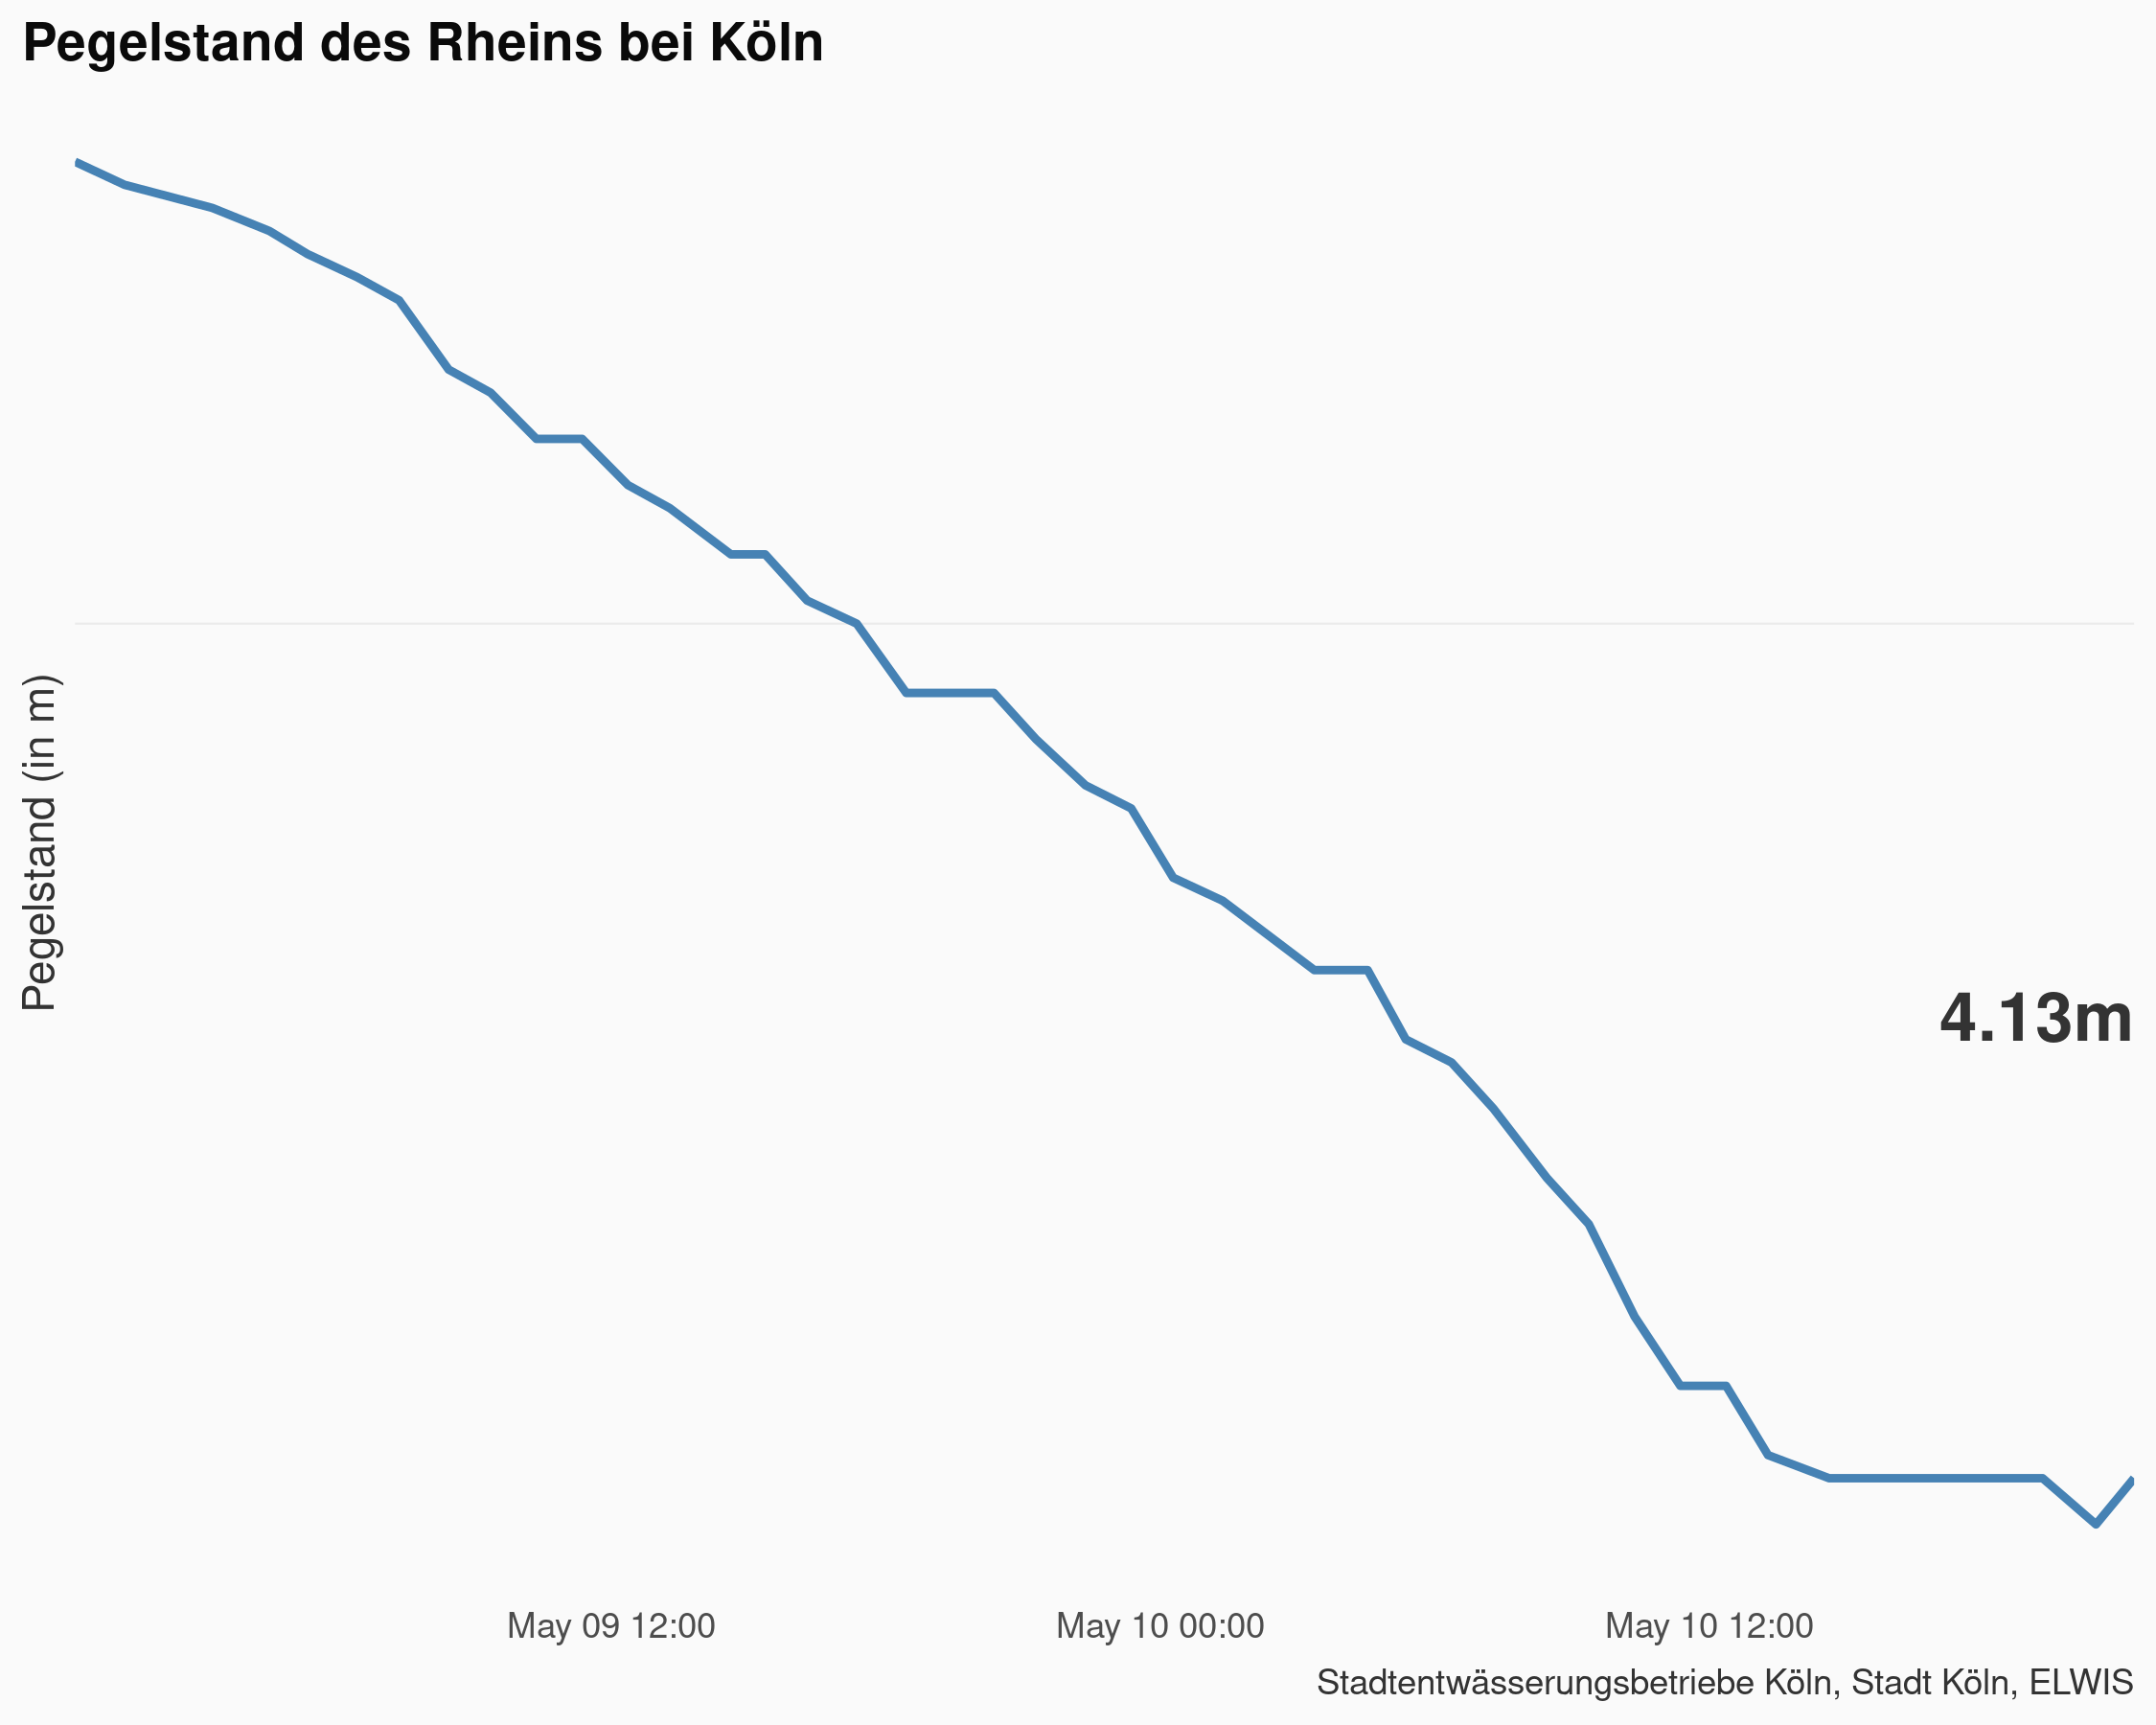 Pegelstand des Rheins bei Köln
Pegelstand (in m)
4.13m
May 09 12:00
May 10 00:00
May 10 12:00
Stadtentwässerungsbetriebe Köln, Stadt Köln, ELWIS